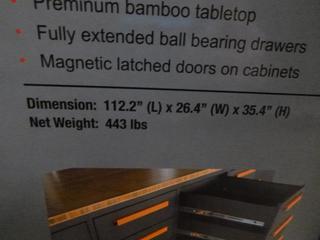 Preminum bamboo tabletop
• Fully extended ball bearing drawers
• Magnetic latched doors on cabinets
Dimension: 112.2" (L) x 26.4" (W) x 35.4" (H)
Net Weight: 443 lbs